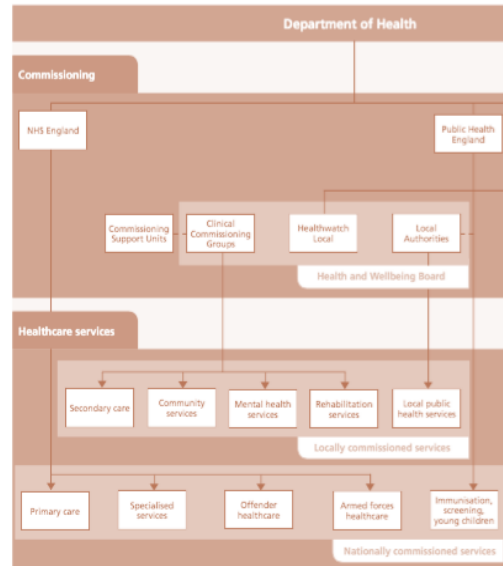 Department of Health
Commissioning
NHS England
Public Health
England
Commissioning
Support Units
Clinical
Commissioning
Groups
Healthwatch
Local
Local
Authorities
Health and Wellbeing Board
Healthcare services
Secondary care
Community
services
Mental health
services
Rehabilitation
services
Local public
health services
Locally commissioned services
Primary care
Specialised
services
Offender
healthcare
Armed forces
healthcare
Immunisation,
screening,
young children
Nationally commissioned services